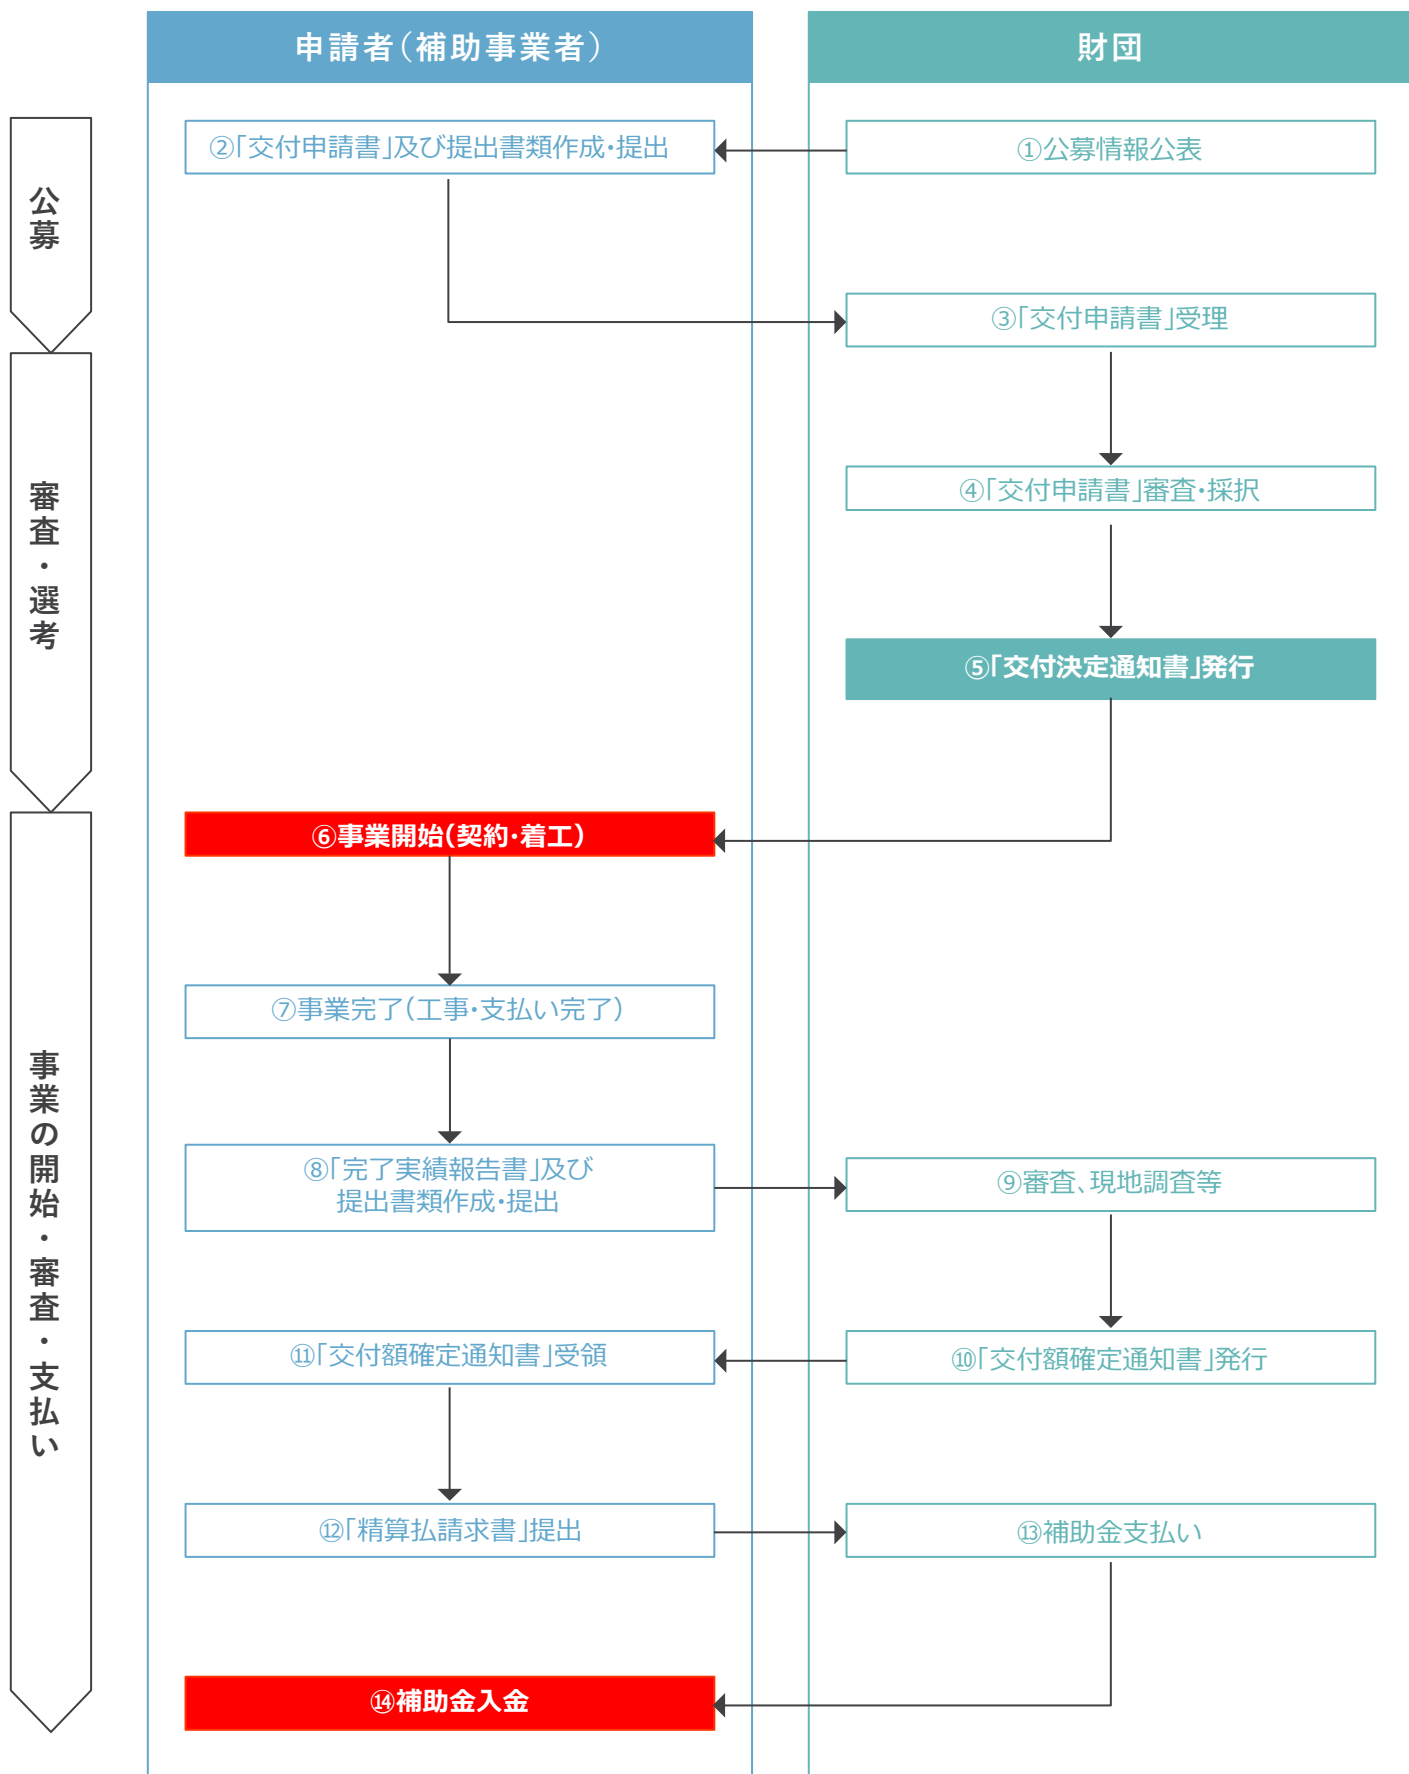 申請者（補助事業者）
財団
公募
②「交付申請書」及び提出書類作成・提出
①公募情報公表
③「交付申請書」受理
審査・選考
④「交付申請書」審査・採択
⑤「交付決定通知書」発行
事業の開始・審査・支払い
⑥事業開始（契約・着工）
⑦事業完了（工事・支払い完了）
⑧「完了実績報告書」及び
提出書類作成・提出
⑨審査、現地調査等
⑪「交付額確定通知書」受領
⑩「交付額確定通知書」発行
⑫「精算払請求書」提出
⑬補助金支払い
⑭補助金入金